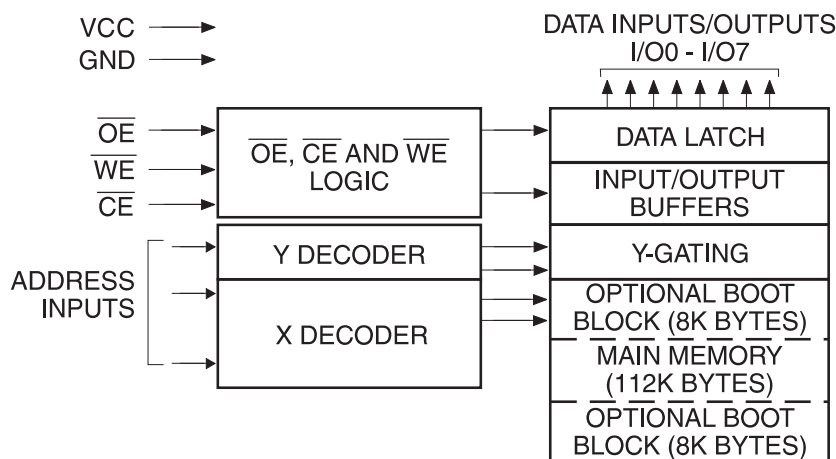 VCC
GND
DATA INPUTS/OUTPUTS
I/O0 - I/O7
OE
WE
CE
OE, CE AND WE
LOGIC
DATA LATCH
INPUT/OUTPUT
BUFFERS
ADDRESS
INPUTS
Y DECODER
Y-GATING
X DECODER
OPTIONAL BOOT
BLOCK (8K BYTES)
MAIN MEMORY
(112K BYTES)
OPTIONAL BOOT
BLOCK (8K BYTES)